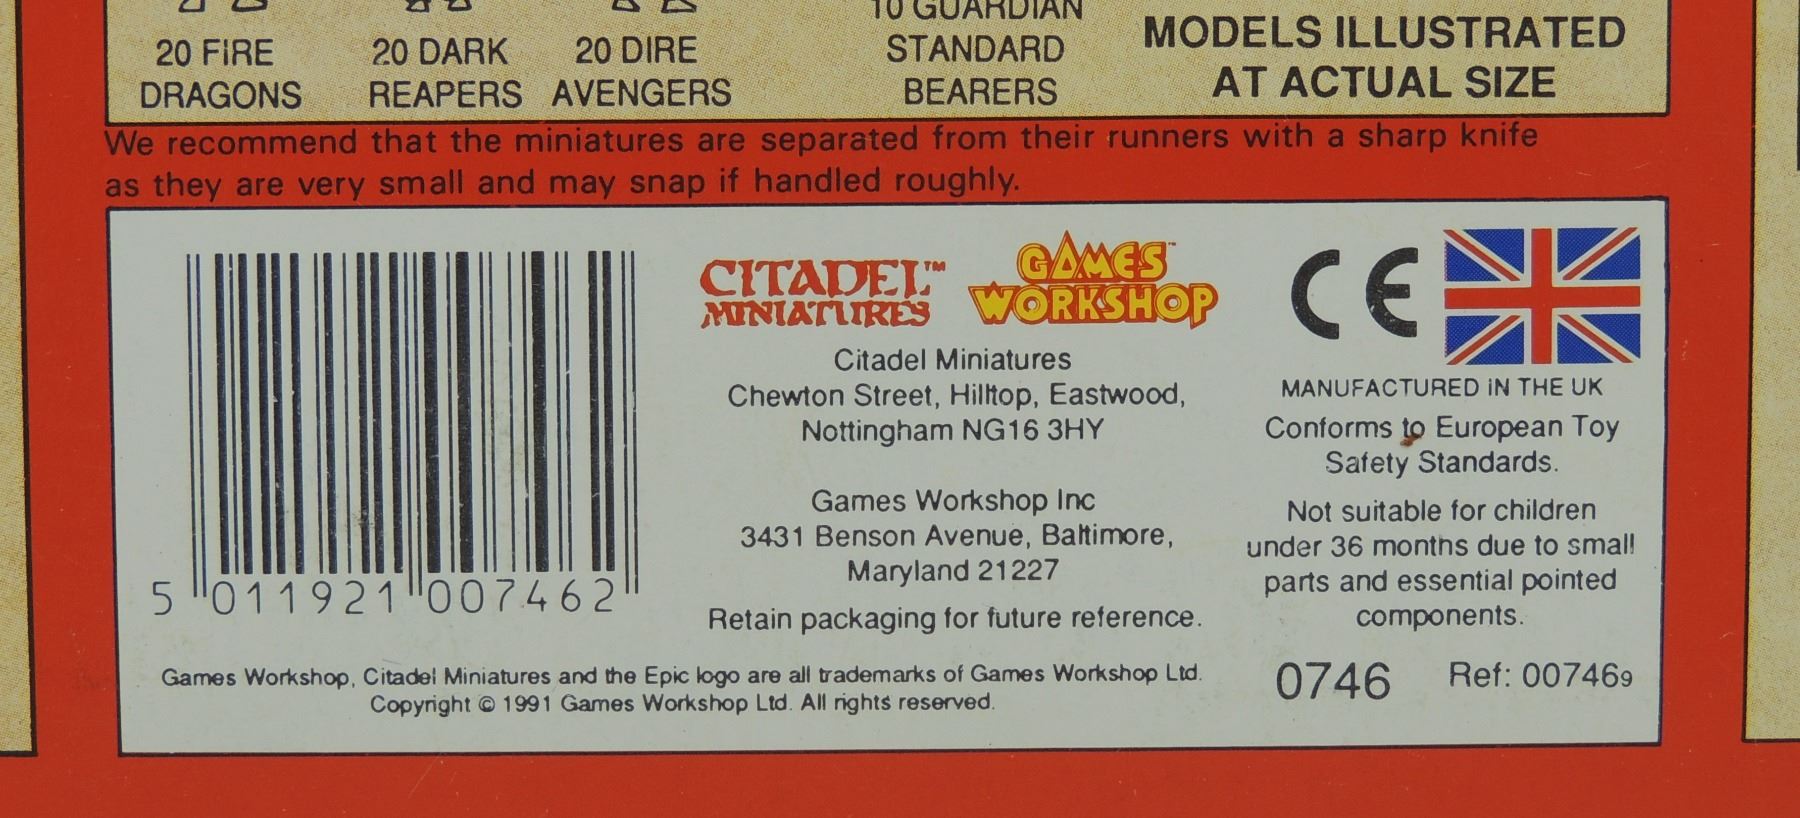 20 FIRE
DRAGONS
20 DARK
REAPERS
20 DIRE
AVENGERS
10 GUARDIAN
STANDARD
BEARERS
MODELS ILLUSTRATED
AT ACTUAL SIZE
We recommend that the miniatures are separated from their runners with a sharp knife
as they are very small and may snap if handled roughly.
5 011921 007462
CITADEL™
MINIATURES
GAMES™
WORKSHOP
Citadel Miniatures
Chewton Street, Hilltop, Eastwood,
Nottingham NG16 3HY
Games Workshop Inc
3431 Benson Avenue, Baltimore,
Maryland 21227
Retain packaging for future reference.
CE
MANUFACTURED IN THE UK
Conforms to European Toy
Safety Standards.
Not suitable for children
under 36 months due to small
parts and essential pointed
components.
0746 Ref: 007469
Games Workshop, Citadel Miniatures and the Epic logo are all trademarks of Games Workshop Ltd.
Copyright © 1991 Games Workshop Ltd. All rights reserved.